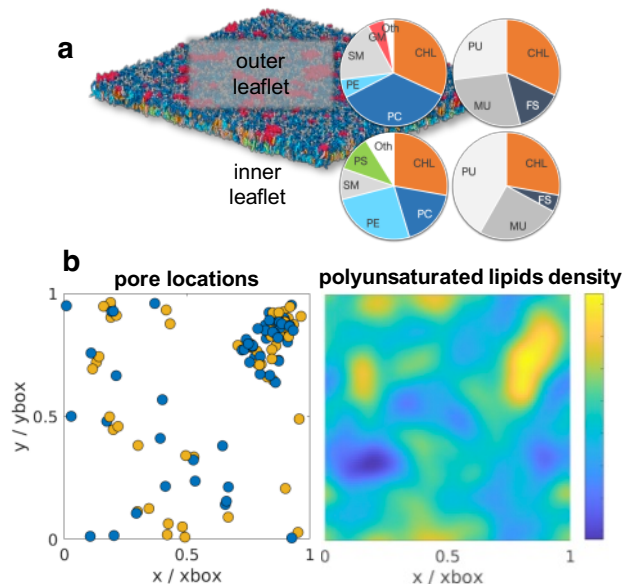 a
outer
leaflet
inner
leaflet
Oth
GM
SM
PE
PC
CHL
PU
CHL
MU
FS
Oth
PS
SM
PE
PC
CHL
PU
CHL
FS
MU
b
pore locations
polyunsaturated lipids density
1
0.5
0
y / ybox
0
0.5
1
x / xbox
0
0.5
1
x / xbox